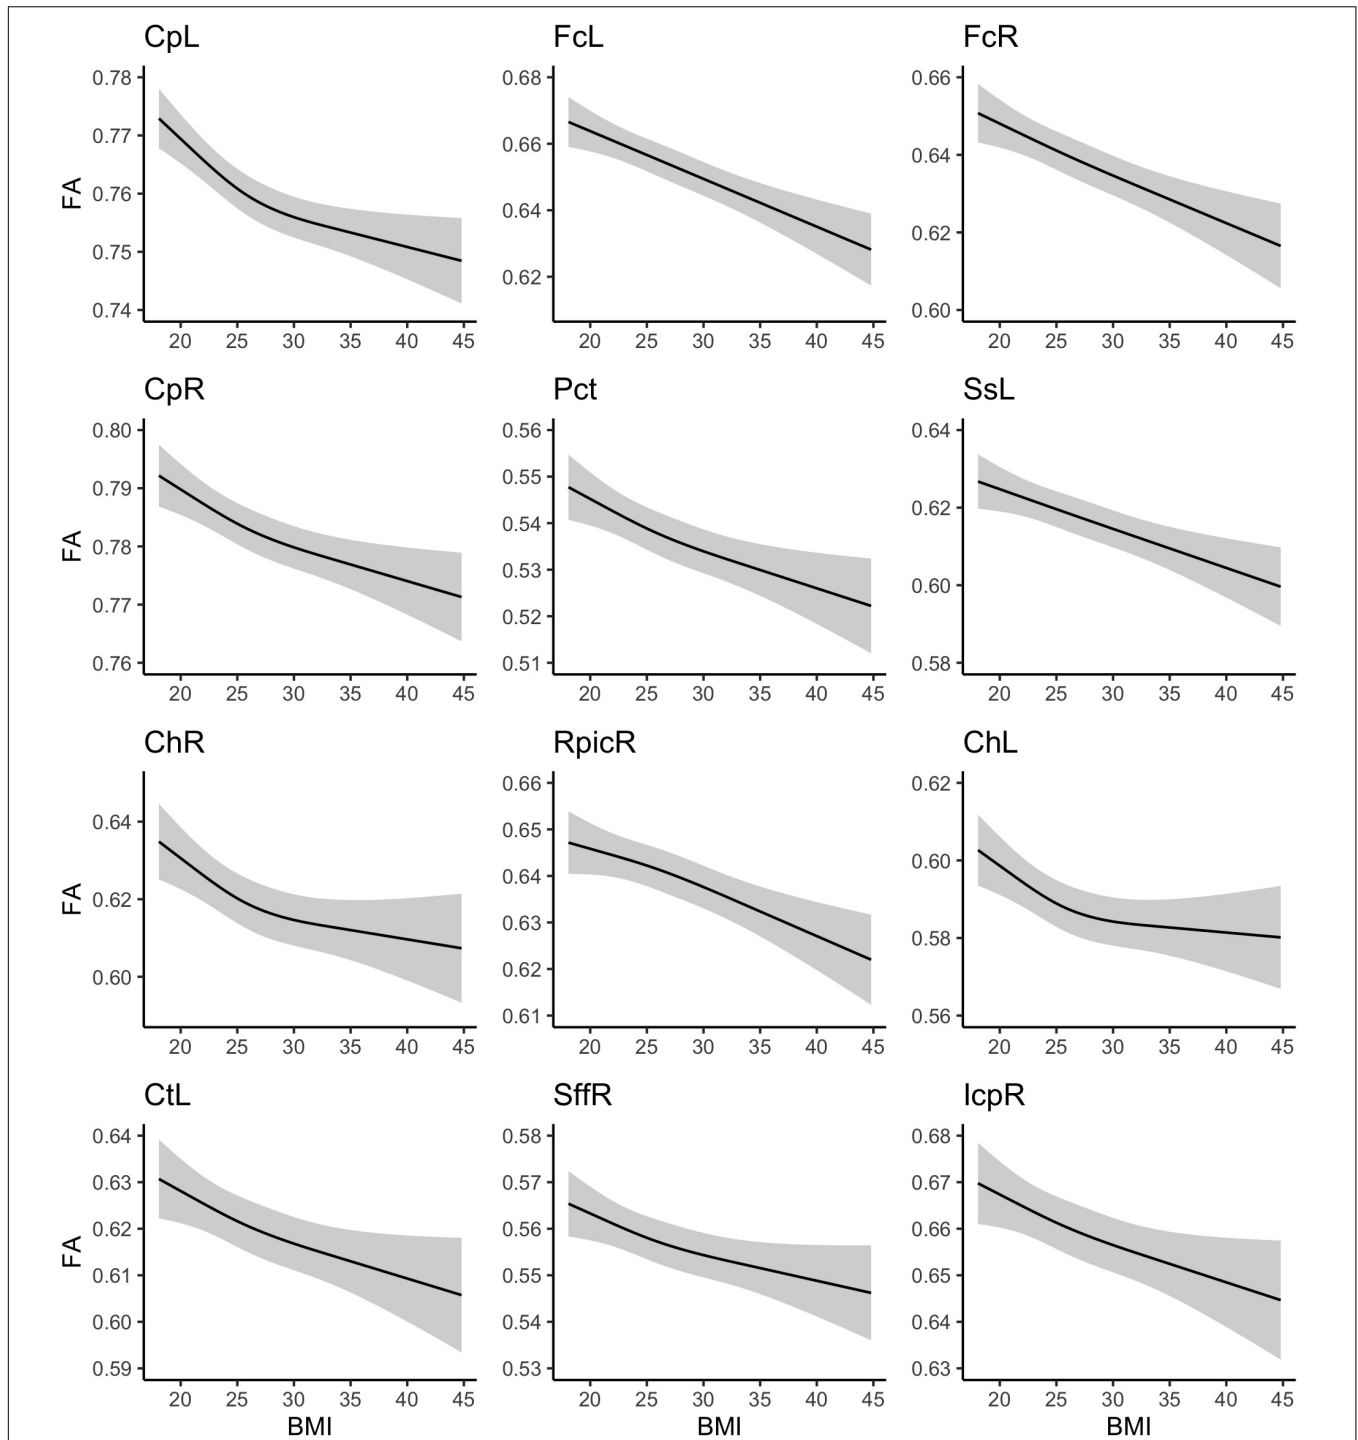 CpL FcL FcR
0.78 0.68 0.66
0.77
0.66
0.64
FA 0.76
0.64
0.62
0.75
0.62
0.74 0.60
20 25 30 35 40 45 20 25 30 35 40 45 20 25 30 35 40 45
CpR Pct SsL
0.80 0.56 0.64
0.79 0.55
0.62
0.54
FA 0.78
0.53
0.60
0.77 0.52
0.76 0.51 0.58
20 25 30 35 40 45 20 25 30 35 40 45 20 25 30 35 40 45
ChR RpicR ChL
0.66 0.62
0.64 0.65
0.60
0.64
FA 0.62
0.63
0.58
0.60 0.62
0.61 0.56
20 25 30 35 40 45 20 25 30 35 40 45 20 25 30 35 40 45
CtL SffR IcpR
0.64 0.58 0.68
0.63 0.57 0.67
0.62 0.56 0.66
FA
0.61 0.55 0.65
0.60 0.54 0.64
0.59 0.53 0.63
20 25 30 35 40 45 20 25 30 35 40 45 20 25 30 35 40 45
BMI BMI BMI